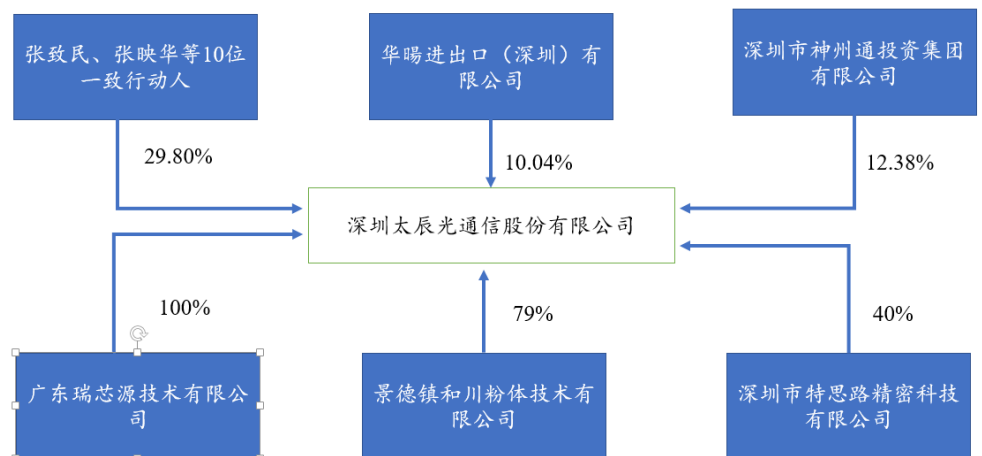 张致民、张映华等10位
一致行动人
华暘进出口（深圳）有
限公司
深圳市神州通投资集团
有限公司
29.80%
10.04%
12.38%
深圳太辰光通信股份有限公司
100%
79%
40%
广东瑞芯源技术有限公
司
景德镇和川粉体技术有
限公司
深圳市特思路精密科技
有限公司